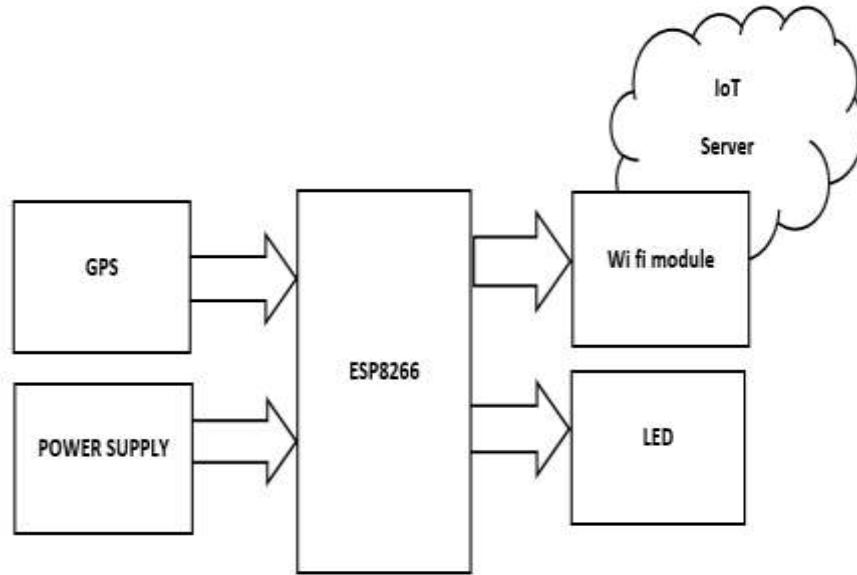 IoT
Server
GPS
Wi fi module
ESP8266
POWER SUPPLY
LED